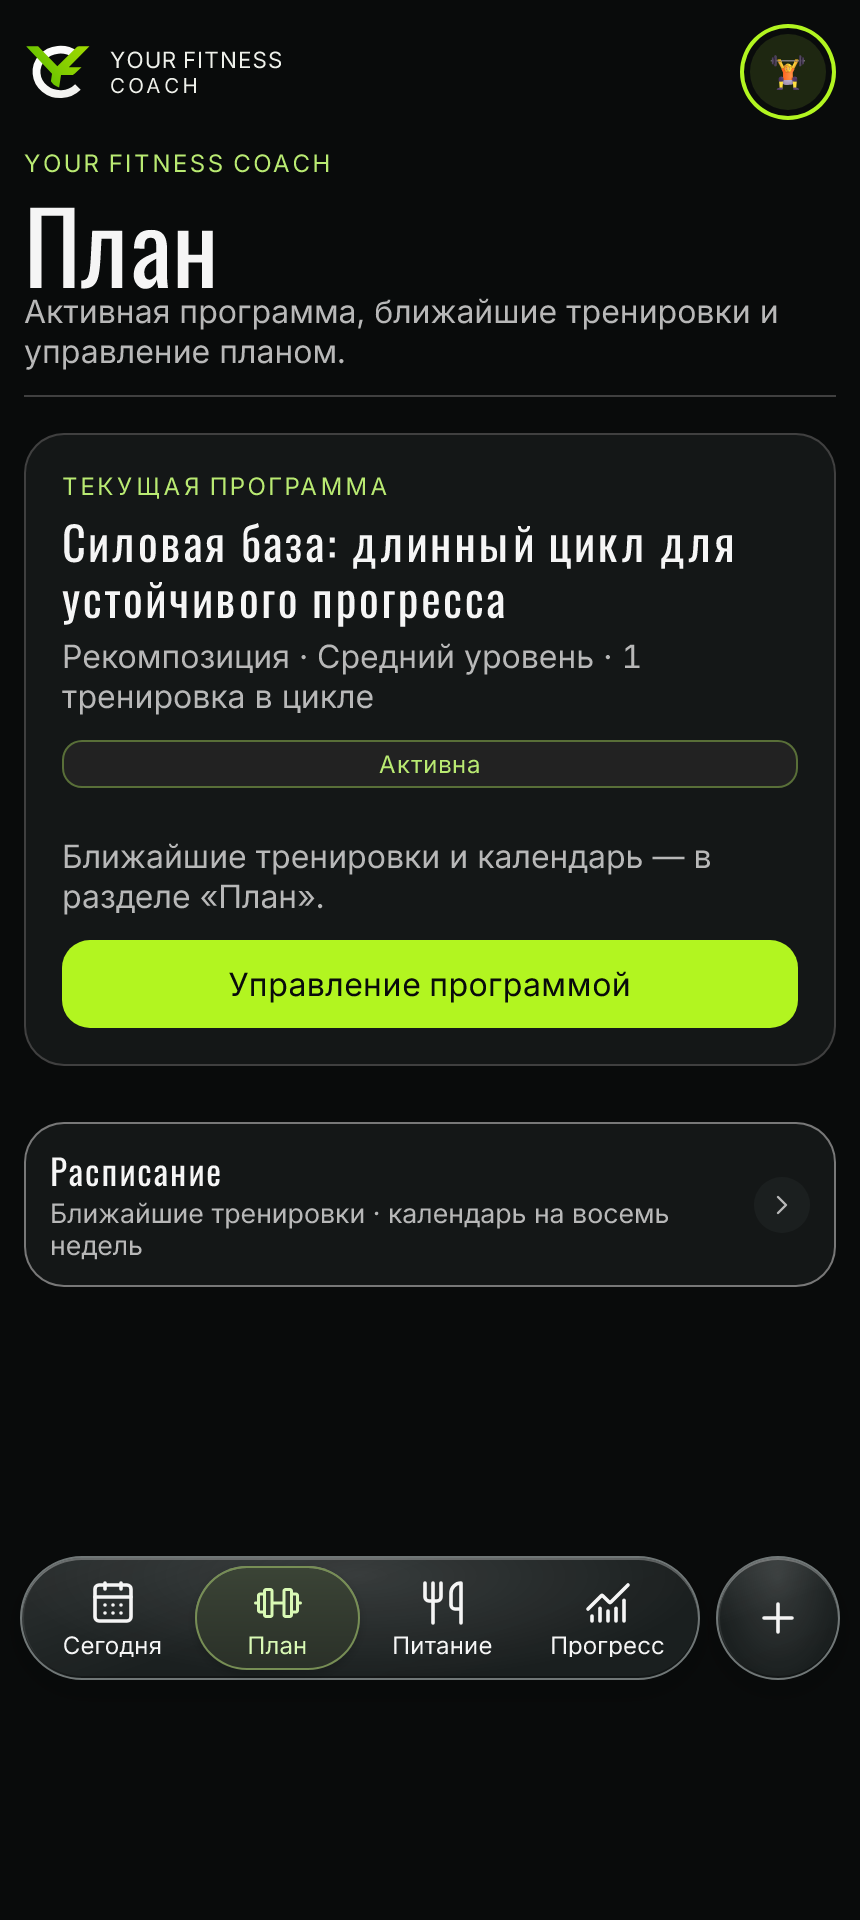 YOUR FITNESS
COACH
YOUR FITNESS COACH
План
Активная программа, ближайшие тренировки и
управление планом.
ТЕКУЩАЯ ПРОГРАММА
Силовая база: длинный цикл для
устойчивого прогресса
Рекомпозиция · Средний уровень · 1
тренировка в цикле
Активна
Ближайшие тренировки и календарь — в
разделе «План».
Управление программой
Расписание
Ближайшие тренировки · календарь на восемь
недель
Сегодня
План
Питание
Прогресс